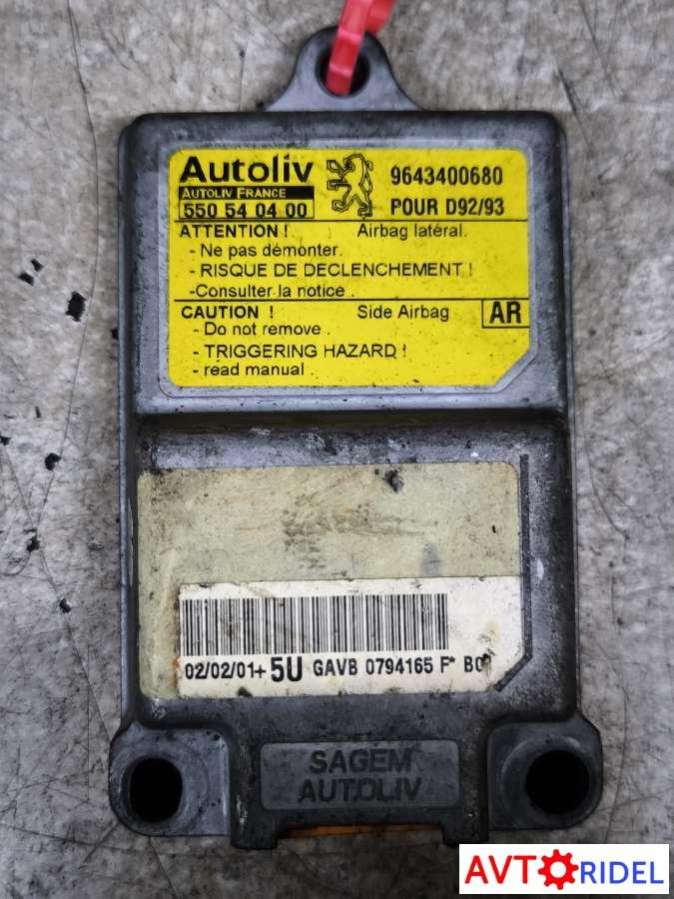 Autoliv
AUTOLIV FRANCE
550 54 04 00
9643400680
POUR D92/93
ATTENTION ! Airbag latéral.
- Ne pas démonter.
- RISQUE DE DECLENCHEMENT !
-Consulter la notice .
CAUTION ! Side Airbag AR
- Do not remove .
- TRIGGERING HAZARD !
- read manual .
02/02/01+ 5U GAVB 0794165 F*
SAGEM
AUTOLIV
AVTORIDEL